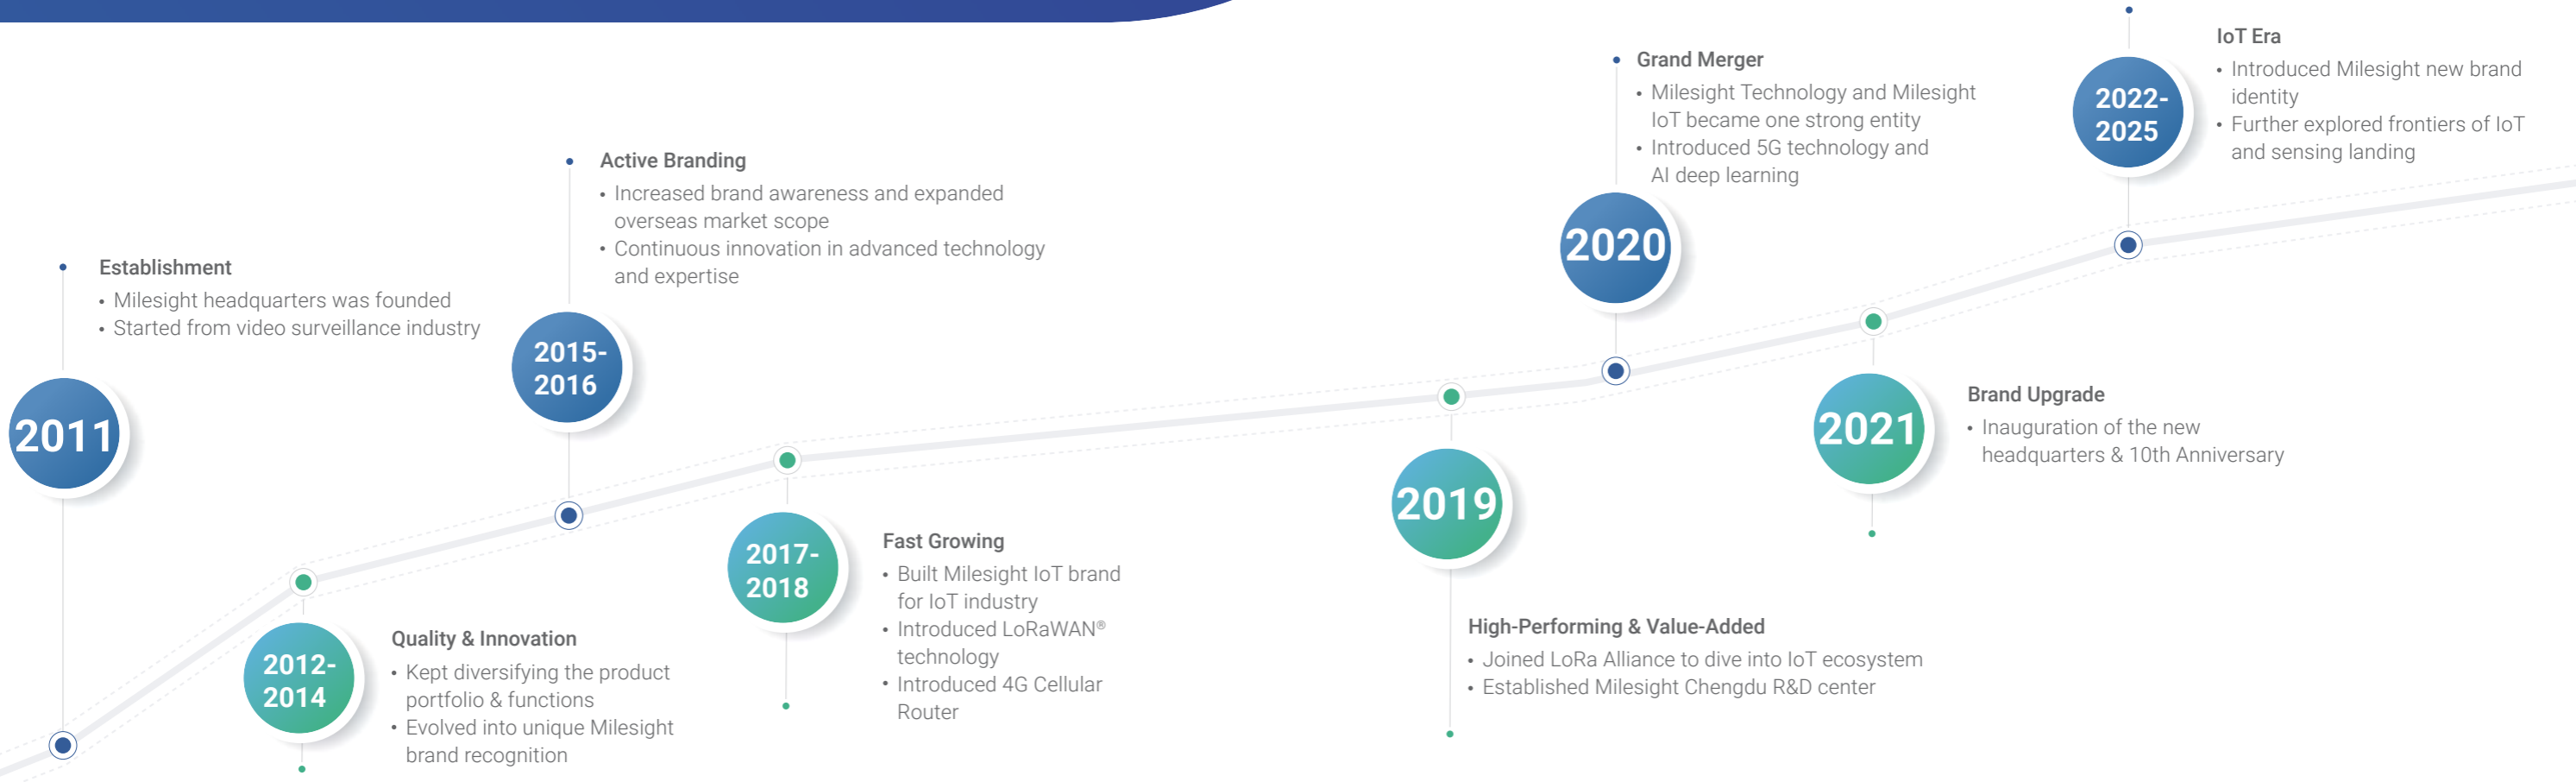 2011
Establishment
• Milesight headquarters was founded
• Started from video surveillance industry
2012-
2014
Quality & Innovation
• Kept diversifying the product
portfolio & functions
• Evolved into unique Milesight
brand recognition
2015-
2016
Active Branding
• Increased brand awareness and expanded
overseas market scope
• Continuous innovation in advanced technology
and expertise
2017-
2018
Fast Growing
• Built Milesight IoT brand
for IoT industry
• Introduced LoRaWAN®
technology
• Introduced 4G Cellular
Router
2019
High-Performing & Value-Added
• Joined LoRa Alliance to dive into IoT ecosystem
• Established Milesight Chengdu R&D center
2020
Grand Merger
• Milesight Technology and Milesight
IoT became one strong entity
• Introduced 5G technology and
AI deep learning
2021
Brand Upgrade
• Inauguration of the new
headquarters & 10th Anniversary
2022-
2025
IoT Era
• Introduced Milesight new brand
identity
• Further explored frontiers of IoT
and sensing landing